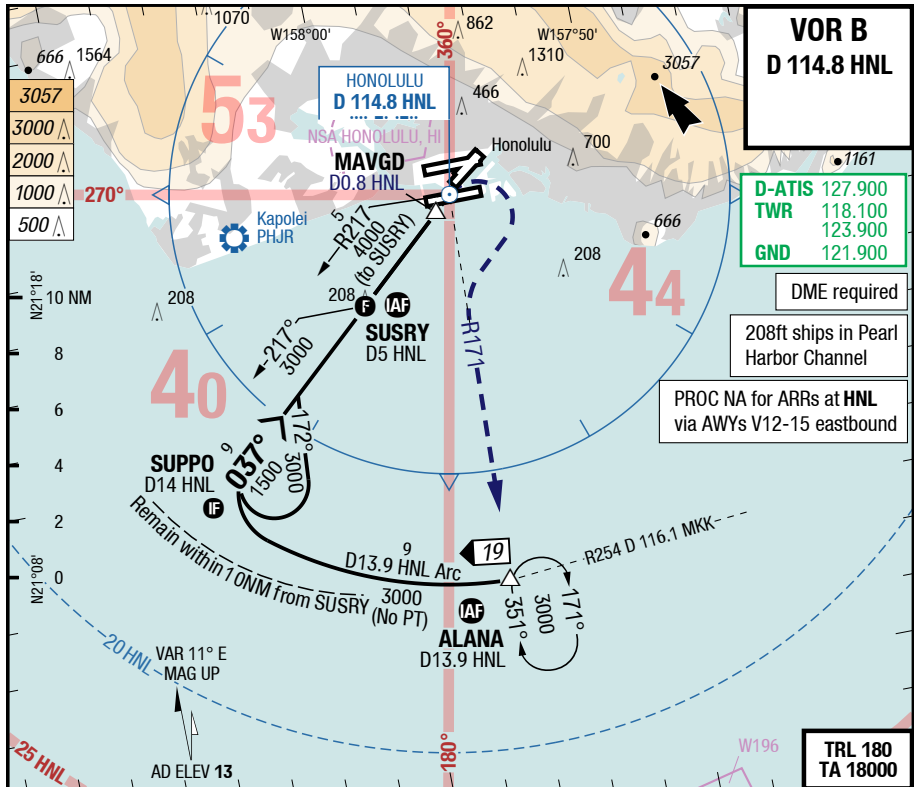 VOR B
D 114.8 HNL
1070
W158°00'
360°
862
W157°50'
666
1564
1310
3057
3057
3000
2000
1000
500
53
HONOLULU
D 114.8 HNL
466
NSA HONOLULU, HI
Honolulu
700
1161
MAVGD
D0.8 HNL
270°
D-ATIS 127.900
TWR 118.100
123.900
GND 121.900
Kapolei
PHJR
5
R217
4000
(to SUSRY)
666
208
44
N21°18'
10 NM
208
208
F
IAF
SUSRY
D5 HNL
R171
DME required
208ft ships in Pearl
Harbor Channel
217°
3000
8
40
6
PROC NA for ARRs at HNL
via AWYs V12-15 eastbound
172°
3000
9
037°
1500
SUPPO
D14 HNL
IF
4
2
Remain within 10NM from SUSRY
9
D13.9 HNL Arc
19
R254 D 116.1 MKK
N21°08'
0
3000
(No PT)
IAF
ALANA
D13.9 HNL
351°
3000
171°
20 HNL
VAR 11° E
MAG UP
AD ELEV 13
25 HNL
180°
W196
TRL 180
TA 18000